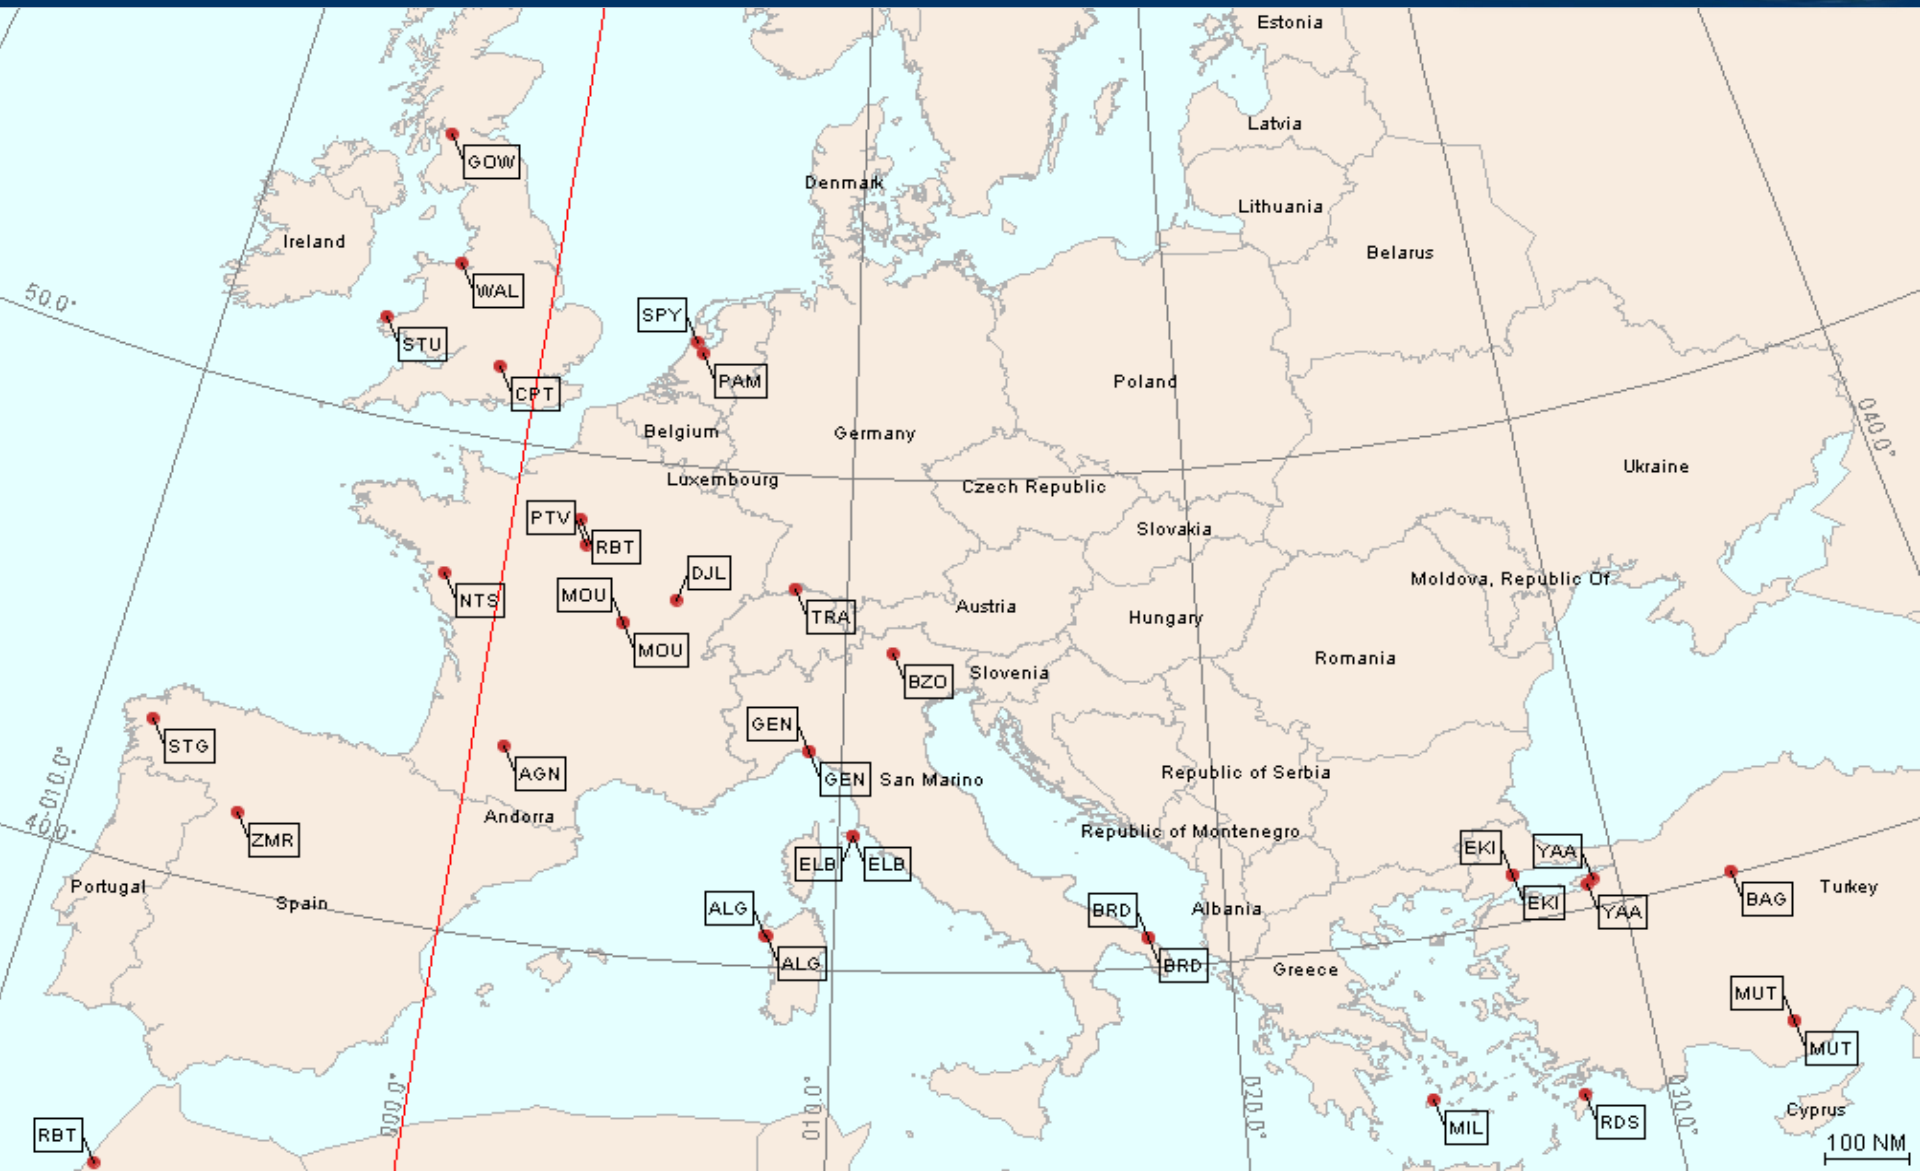 Estonia
Latvia
GOW
Denmark
Lithuania
Ireland
Belarus
WAL
50.0°
SPY
STU
PAM
Poland
CPT
040.0°
Belgium
Germany
Ukraine
Luxembourg
Czech Republic
PTV
Slovakia
RBT
DJL
Moldova, Republic Of
MOU
NTS
Austria
TRA
Hungary
MOU
Romania
Slovenia
BZO
GEN
STG
AGN
GEN
San Marino
Republic of Serbia
010.0°
Andorra
40.0°
Republic of Montenegro
ZMR
EKI
YAA
ELB
ELB
Portugal
Turkey
BAG
Spain
EKI
ALG
BRD
Albania
YAA
ALG
BRD
Greece
MUT
MUT
000.0°
010.0°
020.0°
030.0°
Cyprus
RDS
MIL
RBT
100 NM